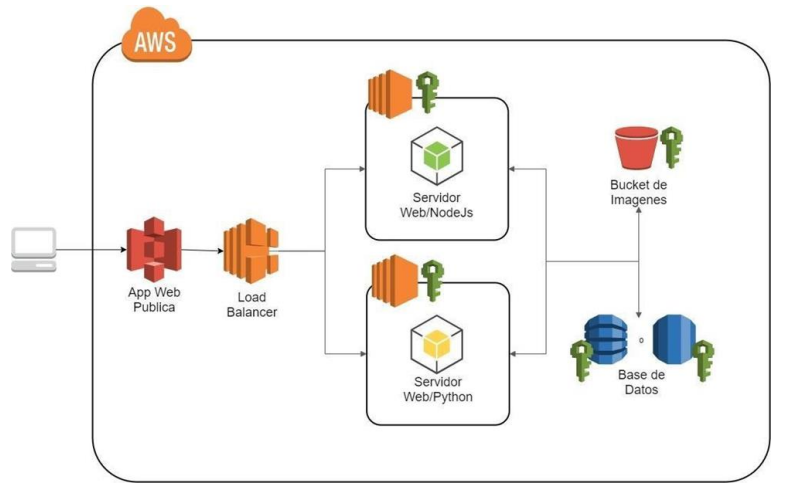 AWS
App Web
Publica
Load
Balancer
Servidor
Web/NodeJs
Servidor
Web/Python
Bucket de
Imagenes
o
Base de
Datos